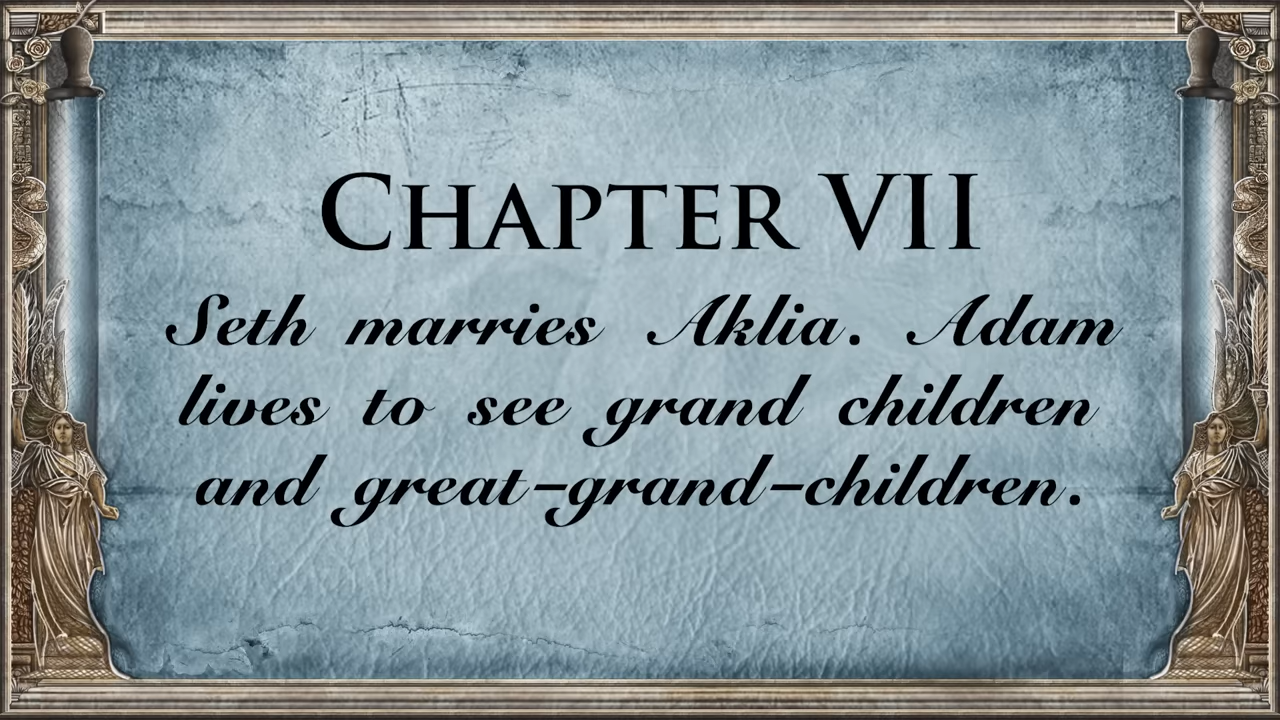 Chapter VII
Seth marries Aklia. Adam
lives to see grand children
and great-grand-children.